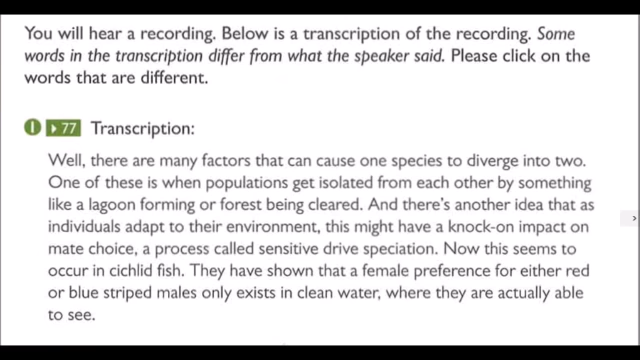 You will hear a recording. Below is a transcription of the recording. Some
words in the transcription differ from what the speaker said. Please click on the
words that are different.
▸77 Transcription:
Well, there are many factors that can cause one species to diverge into two.
One of these is when populations get isolated from each other by something
like a lagoon forming or forest being cleared. And there's another idea that as
individuals adapt to their environment, this might have a knock-on impact on
mate choice, a process called sensitive drive speciation. Now this seems to
occur in cichlid fish. They have shown that a female preference for either red
or blue striped males only exists in clean water, where they are actually able
to see.